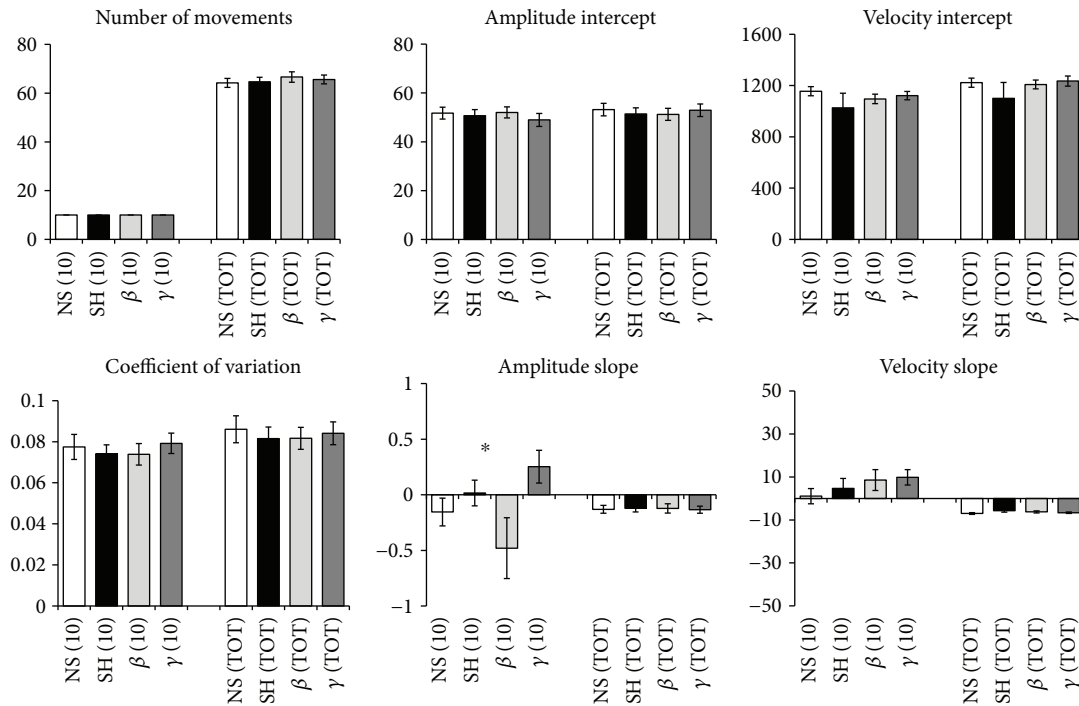 Number of movements
80
60
40
20
0
NS (10)
SH (10)
β (10)
γ (10)
NS (TOT)
SH (TOT)
β (TOT)
γ (TOT)
Amplitude intercept
80
60
40
20
0
NS (10)
SH (10)
β (10)
γ (10)
NS (TOT)
SH (TOT)
β (TOT)
γ (TOT)
Velocity intercept
1600
1200
800
400
0
NS (10)
SH (10)
β (10)
γ (10)
NS (TOT)
SH (TOT)
β (TOT)
γ (TOT)
Coefficient of variation
0.1
0.08
0.06
0.04
0.02
0
NS (10)
SH (10)
β (10)
γ (10)
NS (TOT)
SH (TOT)
β (TOT)
γ (TOT)
Amplitude slope
1
0.5
0
−0.5
−1
*
NS (10)
SH (10)
β (10)
γ (10)
NS (TOT)
SH (TOT)
β (TOT)
γ (TOT)
Velocity slope
50
30
10
−10
−30
−50
NS (10)
SH (10)
β (10)
γ (10)
NS (TOT)
SH (TOT)
β (TOT)
γ (TOT)